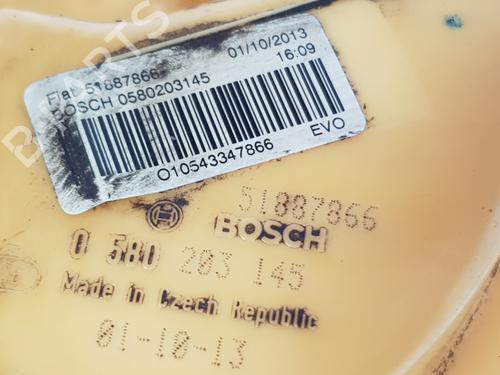 Fiat 51887866 01/10/2013
BOSCH 0580203145 16:09
O10543347866 EVO
51887866
BOSCH
0 580 203 145
Made in Czech Republic
01-10-13